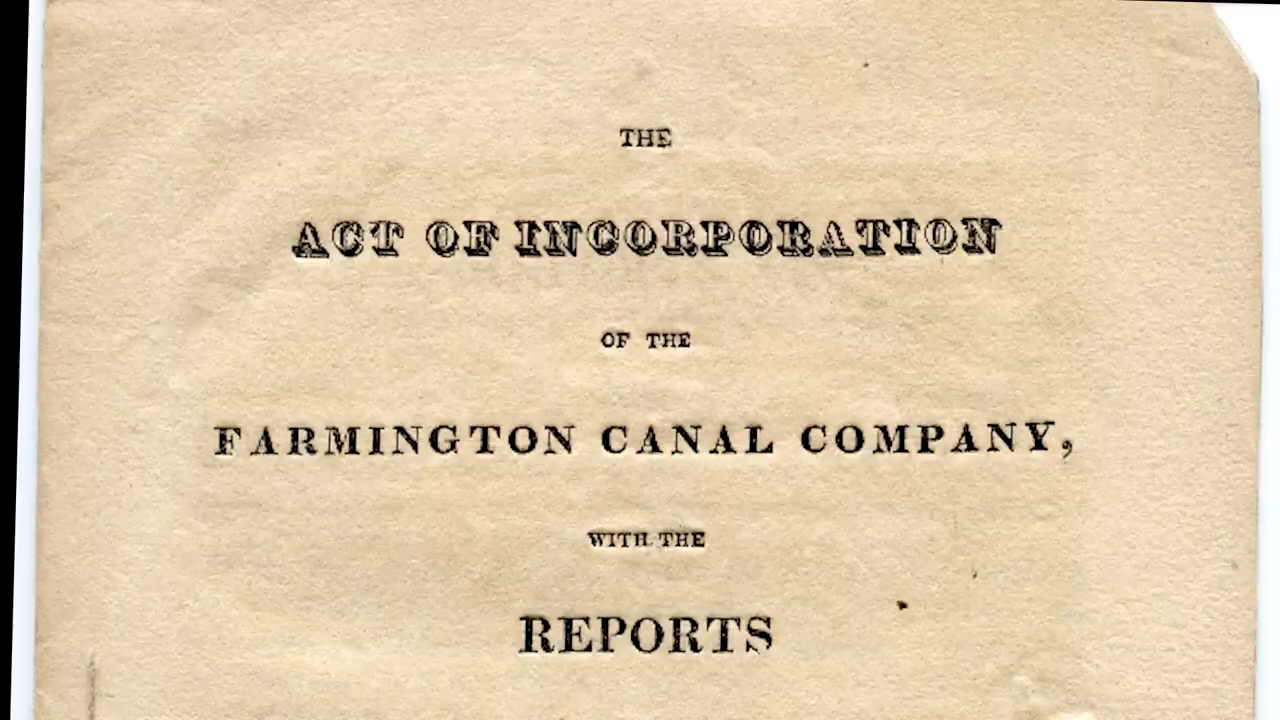 THE
ACT OF INCORPORATION
OF THE
FARMINGTON CANAL COMPANY,
WITH THE
REPORTS